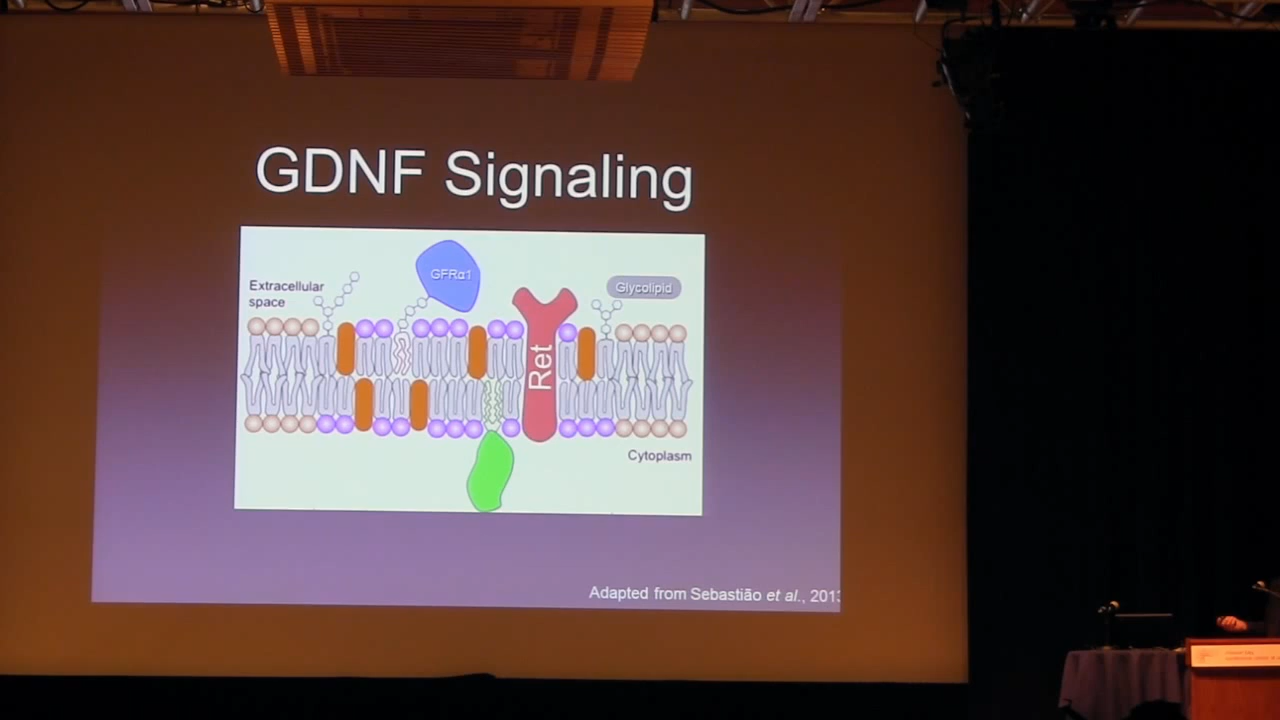 GDNF Signaling
GFRα1
Extracellular
space
Glycolipid
Ret
Cytoplasm
Adapted from Sebastião et al., 2013